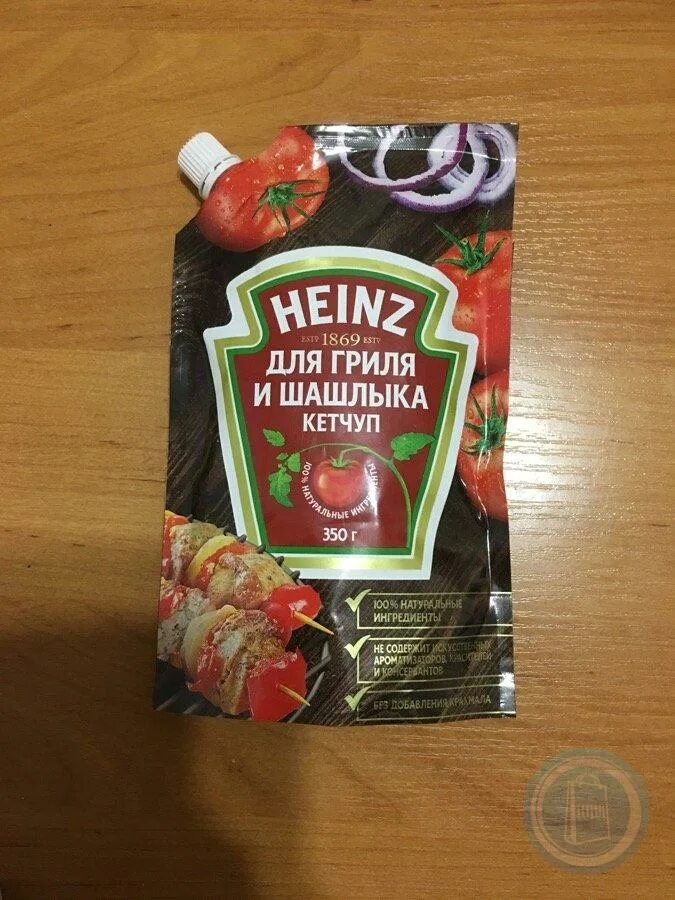 HEINZ
ESTD 1869 ESTD
ДЛЯ ГРИЛЯ
И ШАШЛЫКА
КЕТЧУП
100% НАТУРАЛЬНЫЕ ИНГРЕДИЕНТЫ
350 г
100% НАТУРАЛЬНЫЕ
ИНГРЕДИЕНТЫ
НЕ СОДЕРЖИТ ИСКУССТВЕННЫХ
АРОМАТИЗАТОРОВ, КРАСИТЕЛЕЙ
И КОНСЕРВАНТОВ
БЕЗ ДОБАВЛЕНИЯ КРАХМАЛА